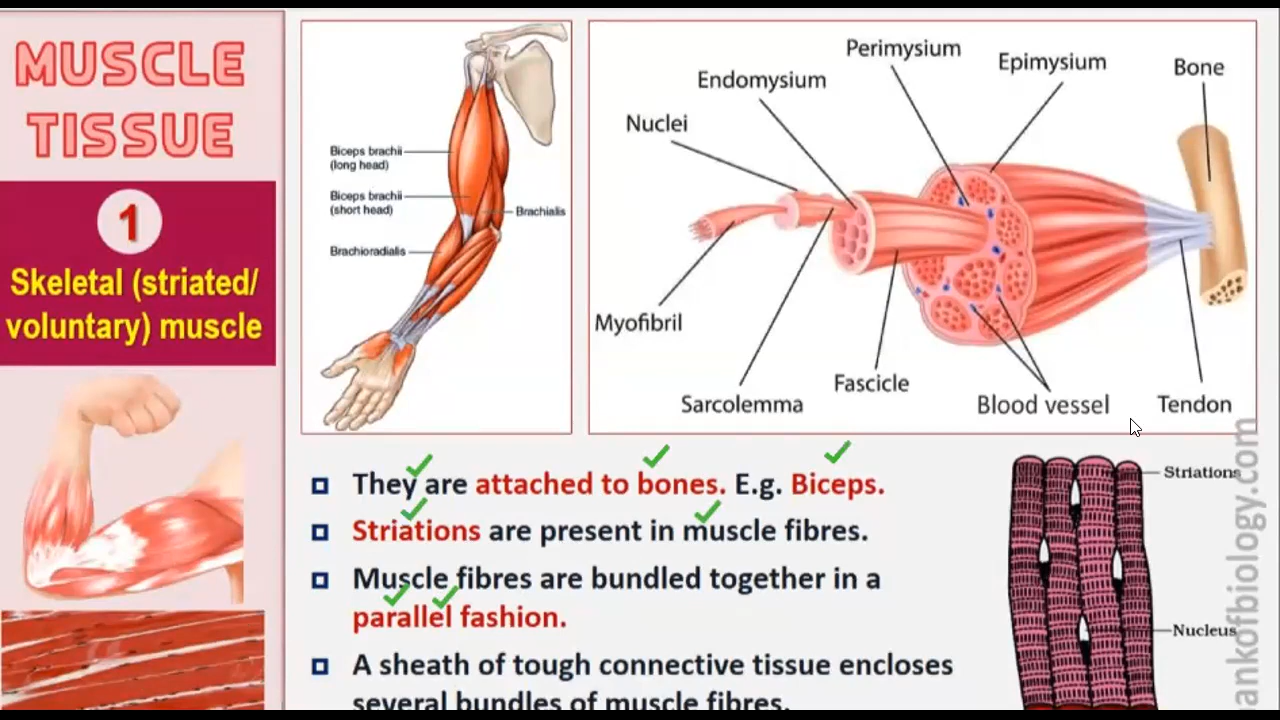 MUSCLE
TISSUE
1
Skeletal (striated/
voluntary) muscle
Biceps brachii
(long head)
Biceps brachii
(short head)
Brachialis
Brachioradialis
Perimysium
Epimysium
Bone
Endomysium
Nuclei
Myofibril
Sarcolemma
Fascicle
Blood vessel
Tendon
They are attached to bones. E.g. Biceps.
Striations are present in muscle fibres.
Muscle fibres are bundled together in a
parallel fashion.
A sheath of tough connective tissue encloses
several bundles of muscle fibres.
Striations
Nucleus
ankofbiology.com